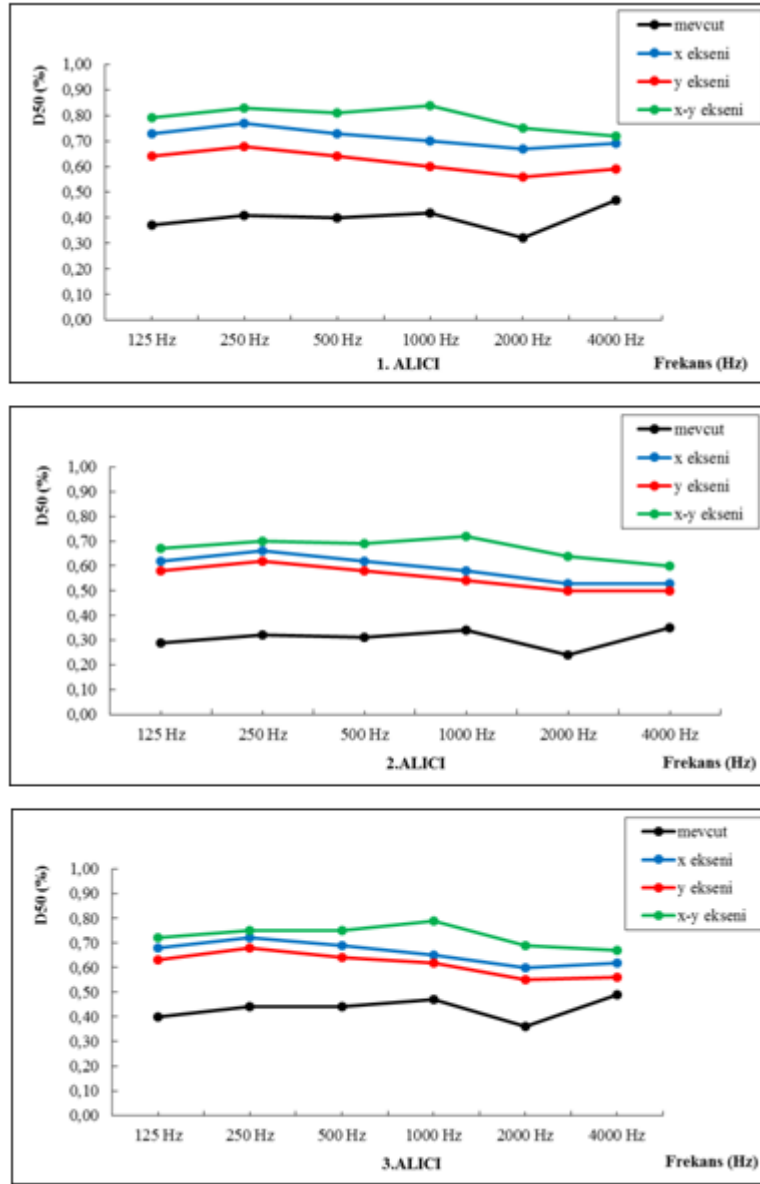 mevcut
x ekseni
y ekseni
x-y ekseni
D50 (%)
1,00
0,90
0,80
0,70
0,60
0,50
0,40
0,30
0,20
0,10
0,00
125 Hz 250 Hz 500 Hz 1000 Hz 2000 Hz 4000 Hz
1. ALICI Frekans (Hz)
mevcut
x ekseni
y ekseni
x-y ekseni
D50 (%)
1,00
0,90
0,80
0,70
0,60
0,50
0,40
0,30
0,20
0,10
0,00
125 Hz 250 Hz 500 Hz 1000 Hz 2000 Hz 4000 Hz
2.ALICI Frekans (Hz)
mevcut
x ekseni
y ekseni
x-y ekseni
D50 (%)
1,00
0,90
0,80
0,70
0,60
0,50
0,40
0,30
0,20
0,10
0,00
125 Hz 250 Hz 500 Hz 1000 Hz 2000 Hz 4000 Hz
3.ALICI Frekans (Hz)